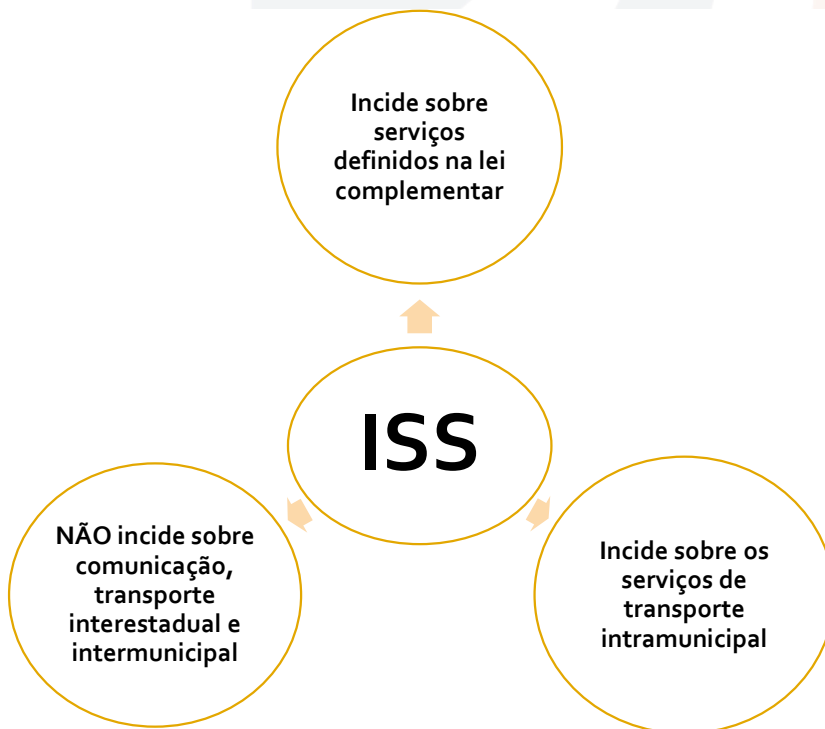 Incide sobre
serviços
definidos na lei
complementar
ISS
NÃO incide sobre
comunicação,
transporte
interestadual e
intermunicipal
Incide sobre os
serviços de
transporte
intramunicipal